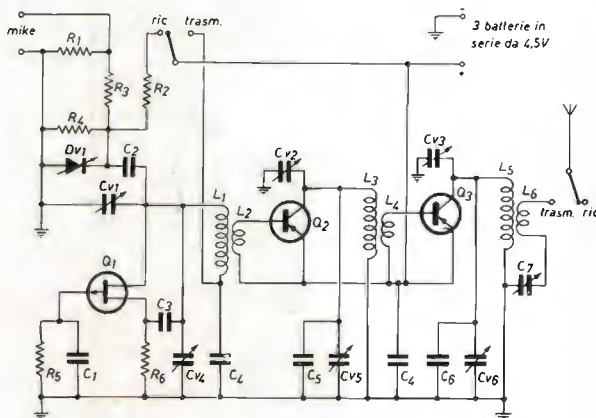 mike
R1
R3
R4
R2
ric
trasm.
-
3 batterie in
serie da 4,5V
+
Dv1
C2
Cv1
Q1
C3
R5
C1
R6
Cv4
L1
L2
C4
Cv2
Q2
L3
L4
C5
Cv5
C4
Cv3
Q3
C6
Cv6
L5
L6
trasm.
ric
C7